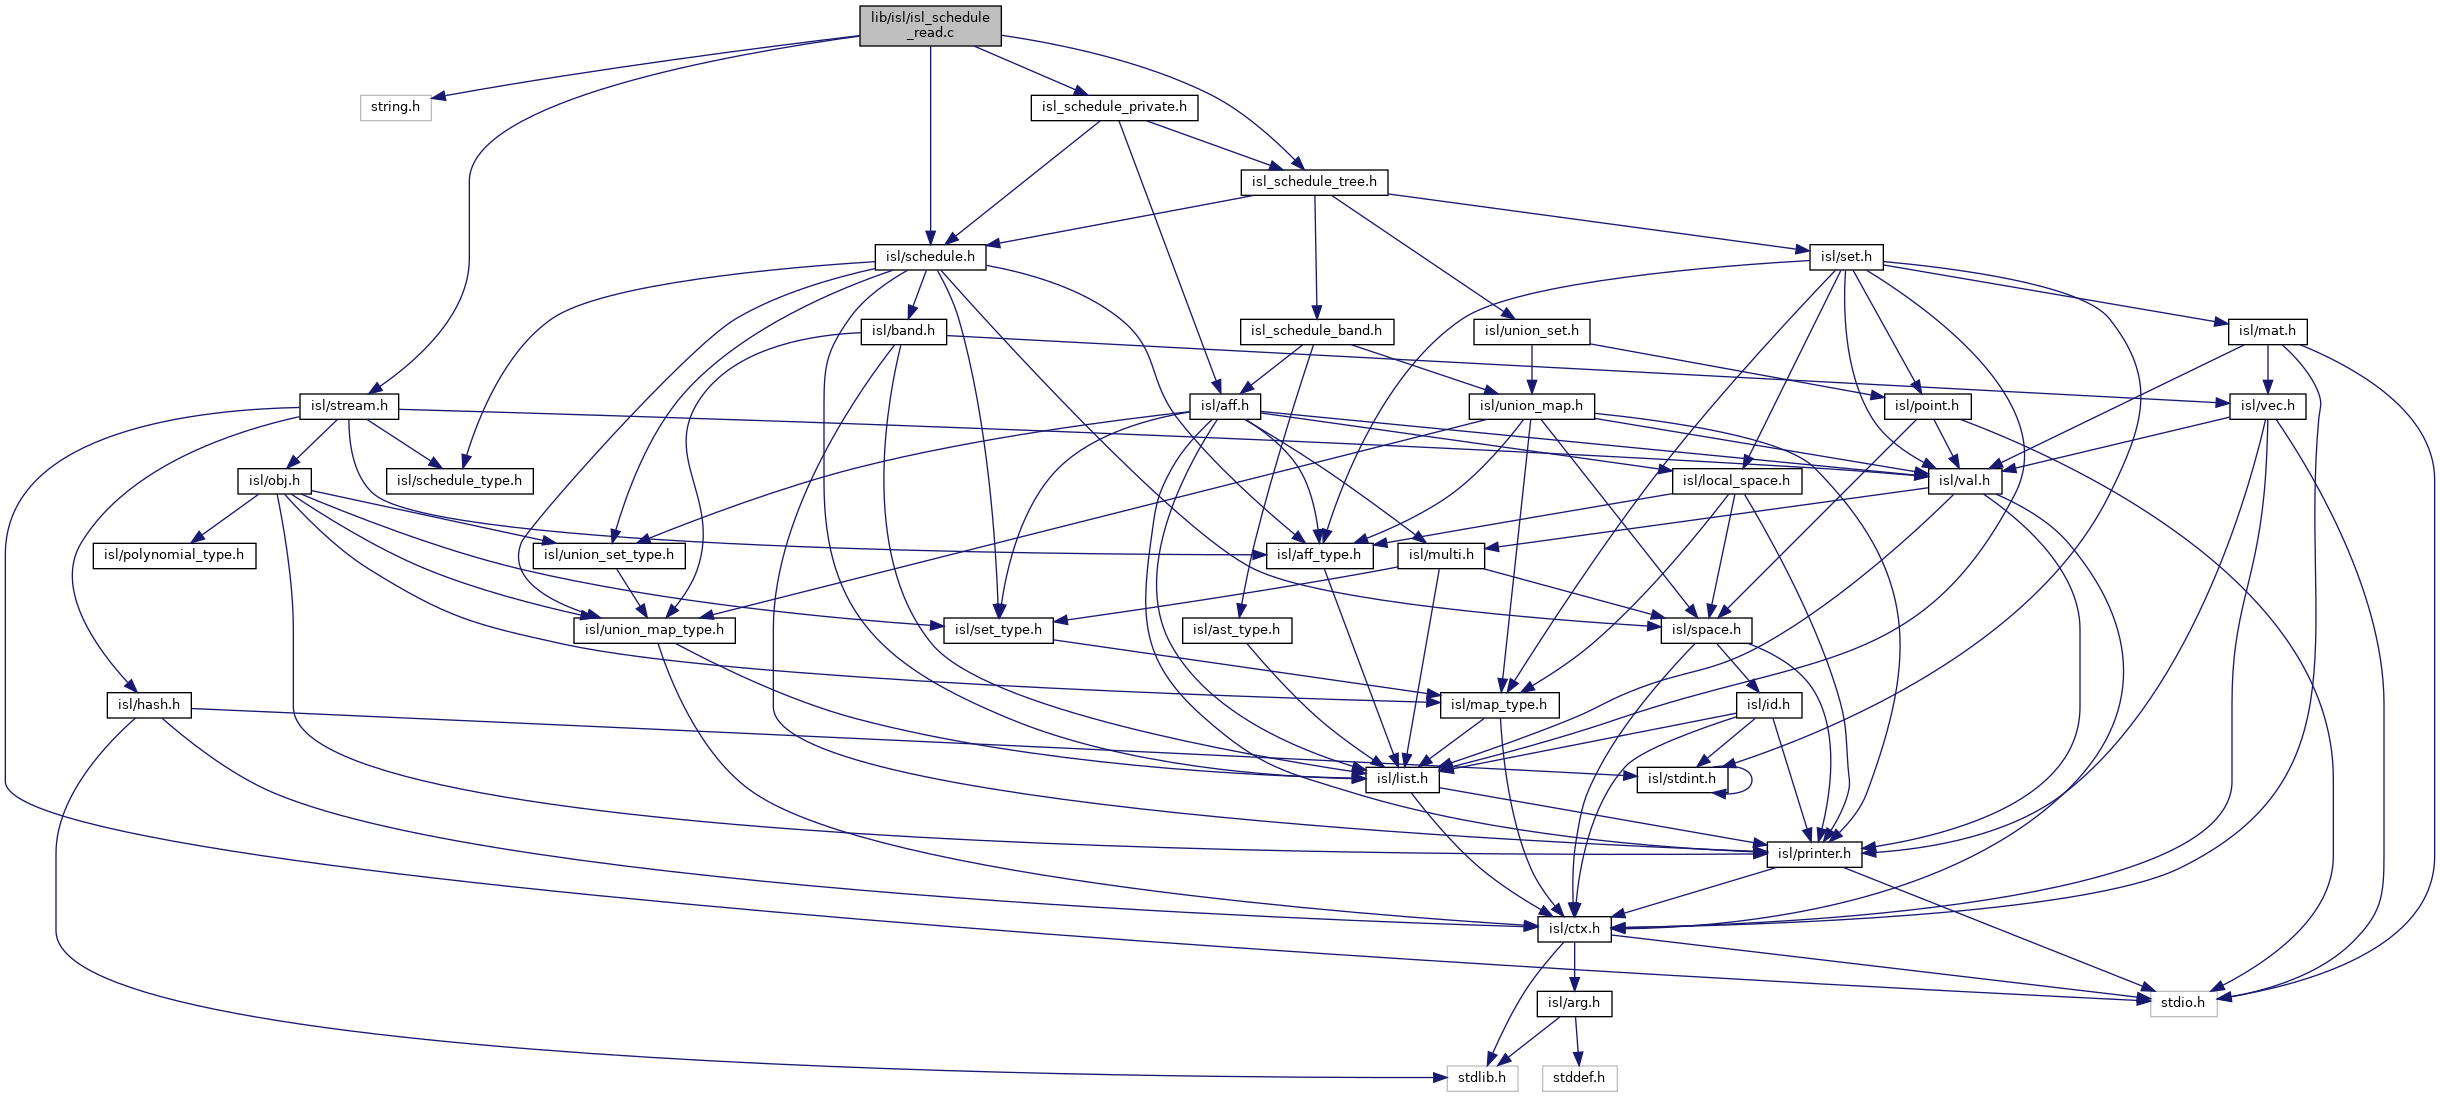 lib/isl/isl_schedule
_read.c
string.h
isl_schedule_private.h
isl_schedule_tree.h
isl/schedule.h
isl/set.h
isl/band.h
isl_schedule_band.h
isl/union_set.h
isl/mat.h
isl/stream.h
isl/aff.h
isl/union_map.h
isl/point.h
isl/vec.h
isl/obj.h
isl/schedule_type.h
isl/local_space.h
isl/val.h
isl/polynomial_type.h
isl/union_set_type.h
isl/aff_type.h
isl/multi.h
isl/union_map_type.h
isl/set_type.h
isl/ast_type.h
isl/space.h
isl/hash.h
isl/map_type.h
isl/id.h
isl/list.h
isl/stdint.h
isl/printer.h
isl/ctx.h
isl/arg.h
stdio.h
stdlib.h
stddef.h